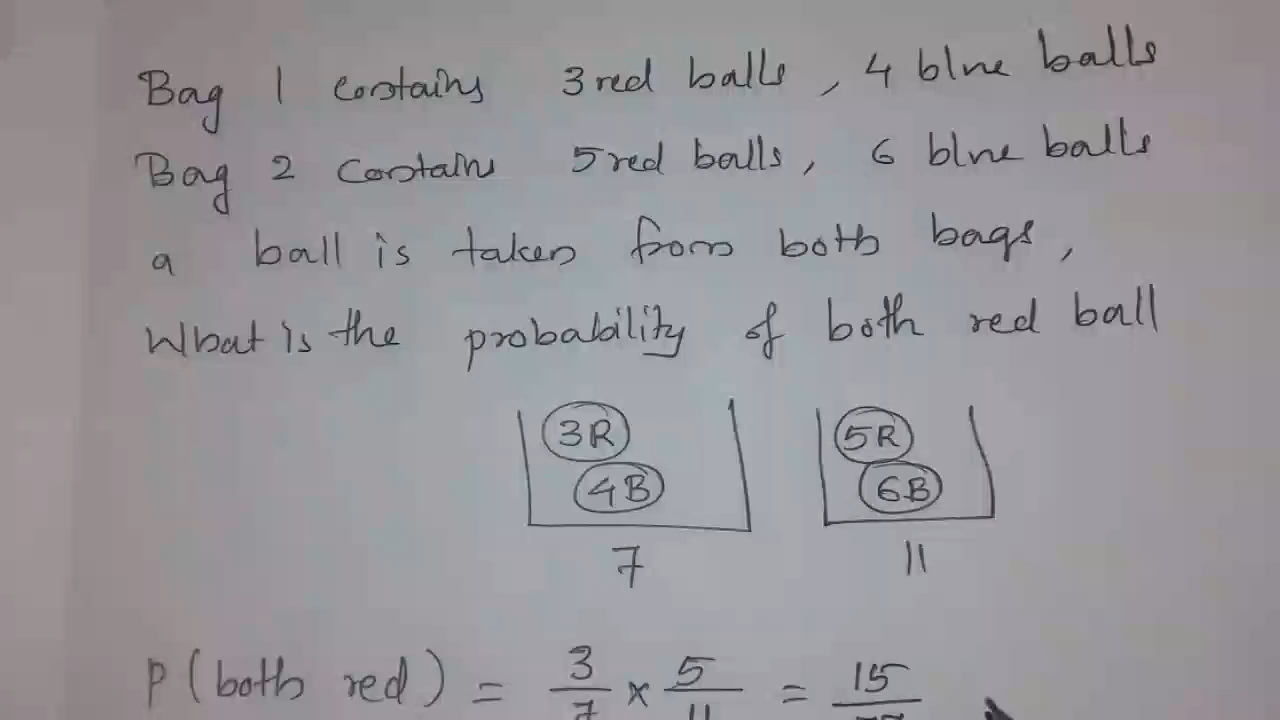 Bag 1 contains 3 red balls, 4 blue balls
Bag 2 contains 5 red balls, 6 blue balls
a ball is taken from both bags,
What is the probability of both red ball
3R 5R
4B 6B
7 11
P(both red) = 3/7 x 5/11 = 15/77